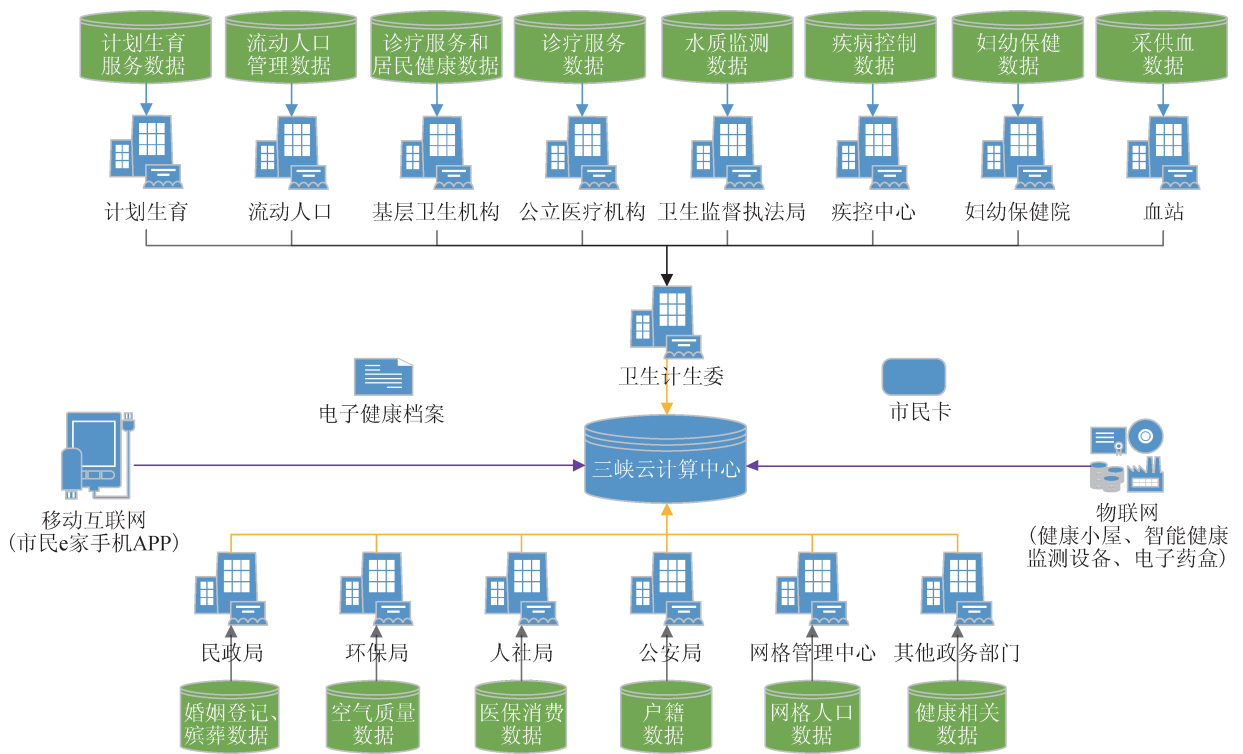 计划生育
服务数据
流动人口
管理数据
诊疗服务和
居民健康数据
诊疗服务
数据
水质监测
数据
疾病控制
数据
妇幼保健
数据
采供血
数据
计划生育
流动人口
基层卫生机构
公立医疗机构
卫生监督执法局
疾控中心
妇幼保健院
血站
卫生计生委
电子健康档案
市民卡
三峡云计算中心
移动互联网
(市民e家手机APP)
物联网
(健康小屋、智能健康
监测设备、电子药盒)
民政局
环保局
人社局
公安局
网格管理中心
其他政务部门
婚姻登记、
殡葬数据
空气质量
数据
医保消费
数据
户籍
数据
网格人口
数据
健康相关
数据